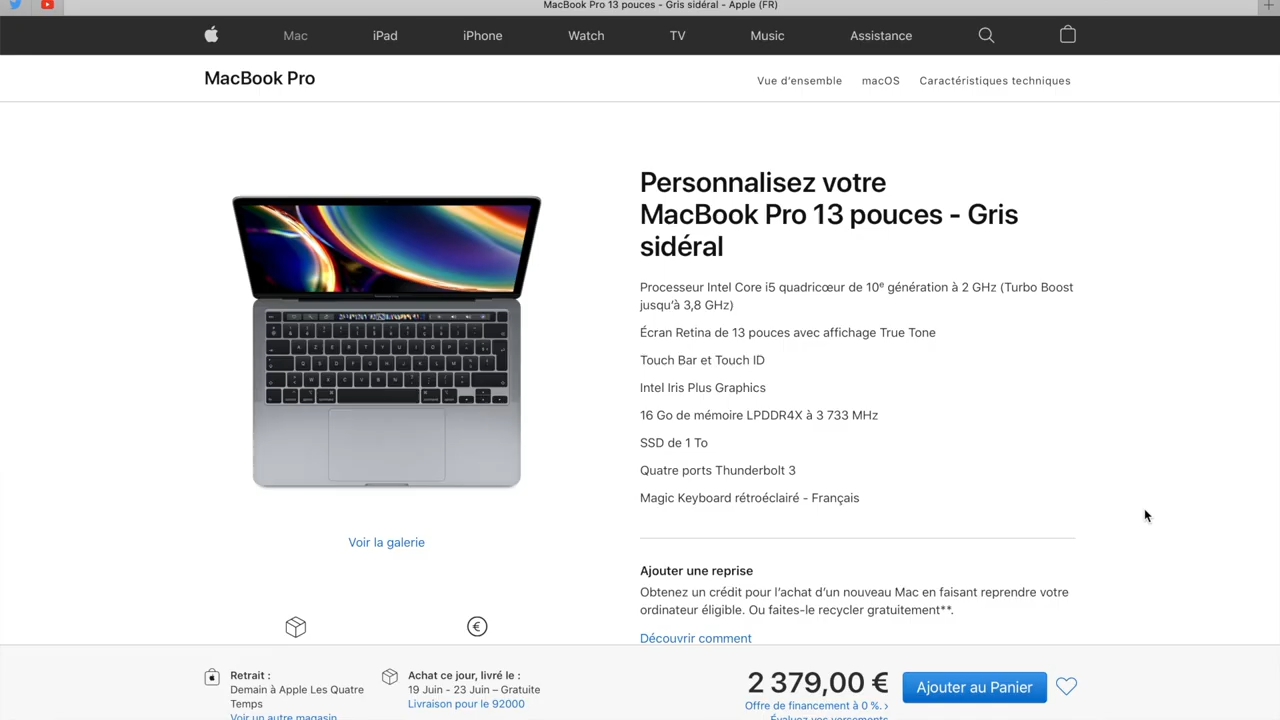 MacBook Pro 13 pouces - Gris sidéral - Apple (FR)
Mac iPad iPhone Watch TV Music Assistance
MacBook Pro
Vue d'ensemble macOS Caractéristiques techniques
Personnalisez votre
MacBook Pro 13 pouces - Gris
sidéral
Processeur Intel Core i5 quadricœur de 10ᵉ génération à 2 GHz (Turbo Boost
jusqu'à 3,8 GHz)
Écran Retina de 13 pouces avec affichage True Tone
Touch Bar et Touch ID
Intel Iris Plus Graphics
16 Go de mémoire LPDDR4X à 3 733 MHz
SSD de 1 To
Quatre ports Thunderbolt 3
Magic Keyboard rétroéclairé - Français
Voir la galerie
Ajouter une reprise
Obtenez un crédit pour l'achat d'un nouveau Mac en faisant reprendre votre
ordinateur éligible. Ou faites-le recycler gratuitement**.
Découvrir comment
Retrait :
Demain à Apple Les Quatre
Temps
Voir un autre magasin
Achat ce jour, livré le :
19 Juin - 23 Juin – Gratuite
Livraison pour le 92000
2 379,00 €
Offre de financement à 0 %. ›
Évaluez vos versements
Ajouter au Panier